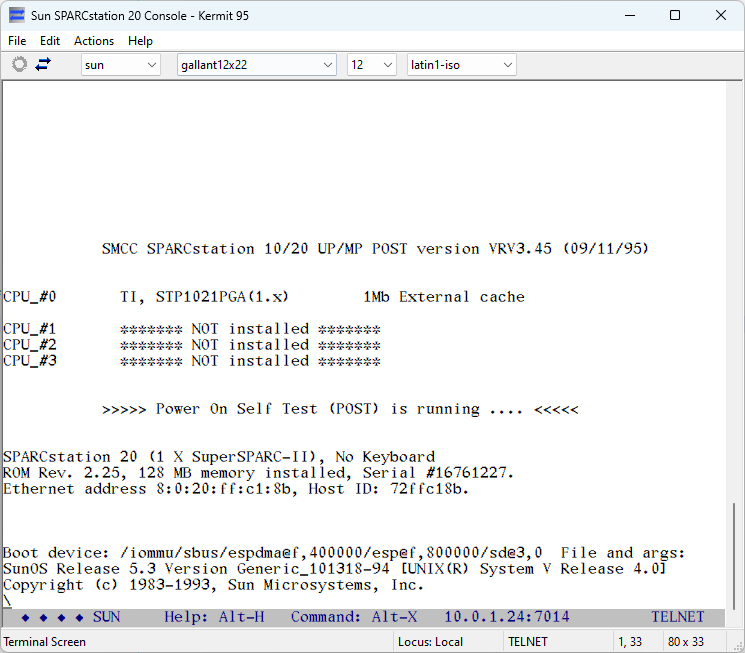 Sun SPARCstation 20 Console - Kermit 95
File Edit Actions Help
sun gallant12x22 12 latin1-iso
SMCC SPARCstation 10/20 UP/MP POST version VRV3.45 (09/11/95)
CPU_#0 TI, STP1021PGA(1.x) 1Mb External cache
CPU_#1 ******* NOT installed *******
CPU_#2 ******* NOT installed *******
CPU_#3 ******* NOT installed *******
>>>>> Power On Self Test (POST) is running .... <<<<<
SPARCstation 20 (1 X SuperSPARC-II), No Keyboard
ROM Rev. 2.25, 128 MB memory installed, Serial #16761227.
Ethernet address 8:0:20:ff:c1:8b, Host ID: 72ffc18b.
Boot device: /iommu/sbus/espdma@f,400000/esp@f,800000/sd@3,0 File and args:
SunOS Release 5.3 Version Generic_101318-94 [UNIX(R) System V Release 4.0]
Copyright (c) 1983-1993, Sun Microsystems, Inc.
\
◆ ◆ ◆ ◆ SUN Help: Alt-H Command: Alt-X 10.0.1.24:7014 TELNET
Terminal Screen Locus: Local TELNET 1, 33 80 x 33